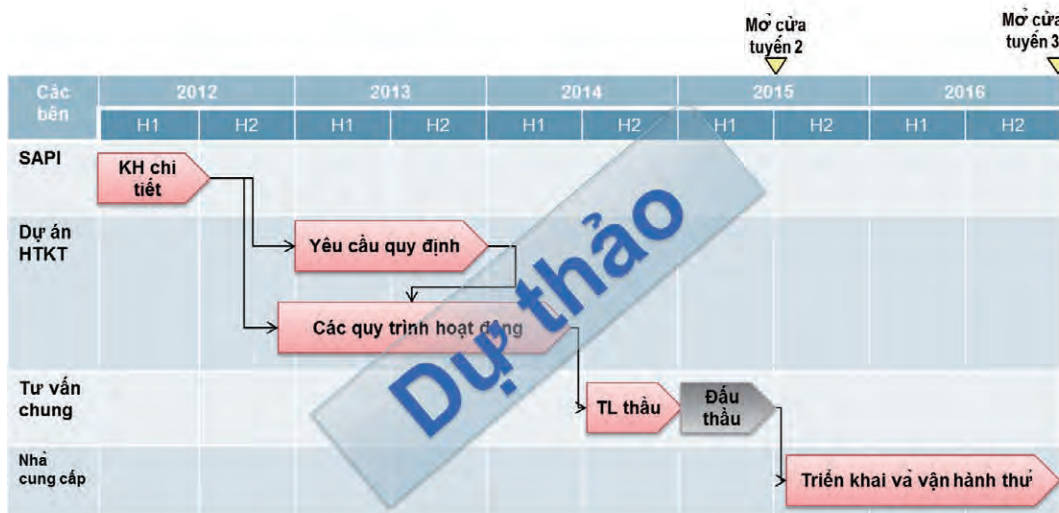 Mở cửa
tuyến 2
Mở cửa
tuyến 3
Các
bên
2012
2013
2014
2015
2016
H1
H2
H1
H2
H1
H2
H1
H2
H1
H2
SAPI
KH chi
tiết
Dự án
HTKT
Yêu cầu quy định
Các quy trình hoạt động
Dự thảo
Tư vấn
chung
TL thầu
Đấu
thầu
Nhà
cung cấp
Triển khai và vận hành thử